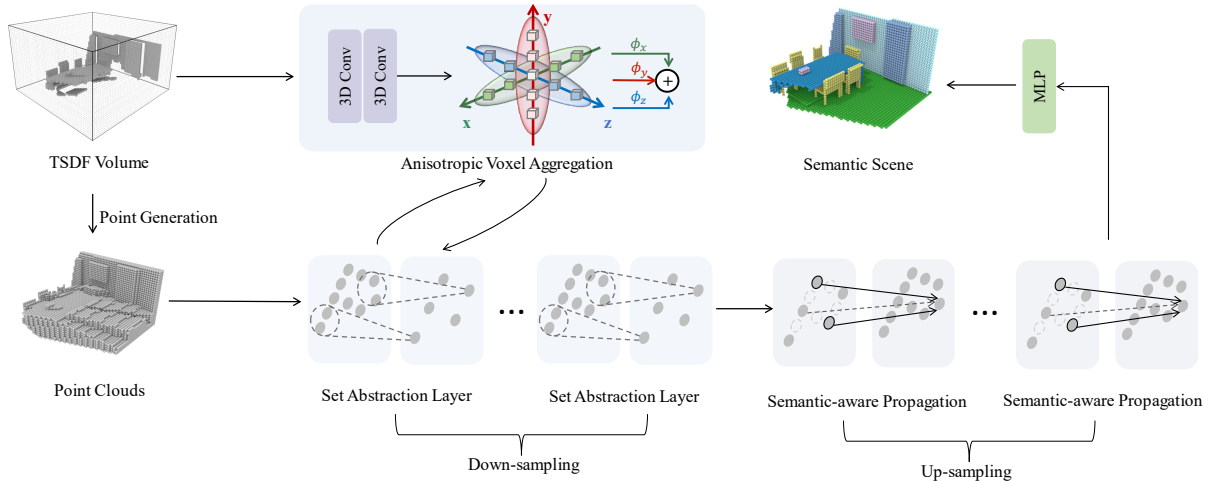 TSDF Volume
3D Conv
3D Conv
y
x
z
ϕx
ϕy
ϕz
+
Anisotropic Voxel Aggregation
Semantic Scene
MLP
Point Generation
Point Clouds
...
...
Set Abstraction Layer
Set Abstraction Layer
Semantic-aware Propagation
Semantic-aware Propagation
Down-sampling
Up-sampling